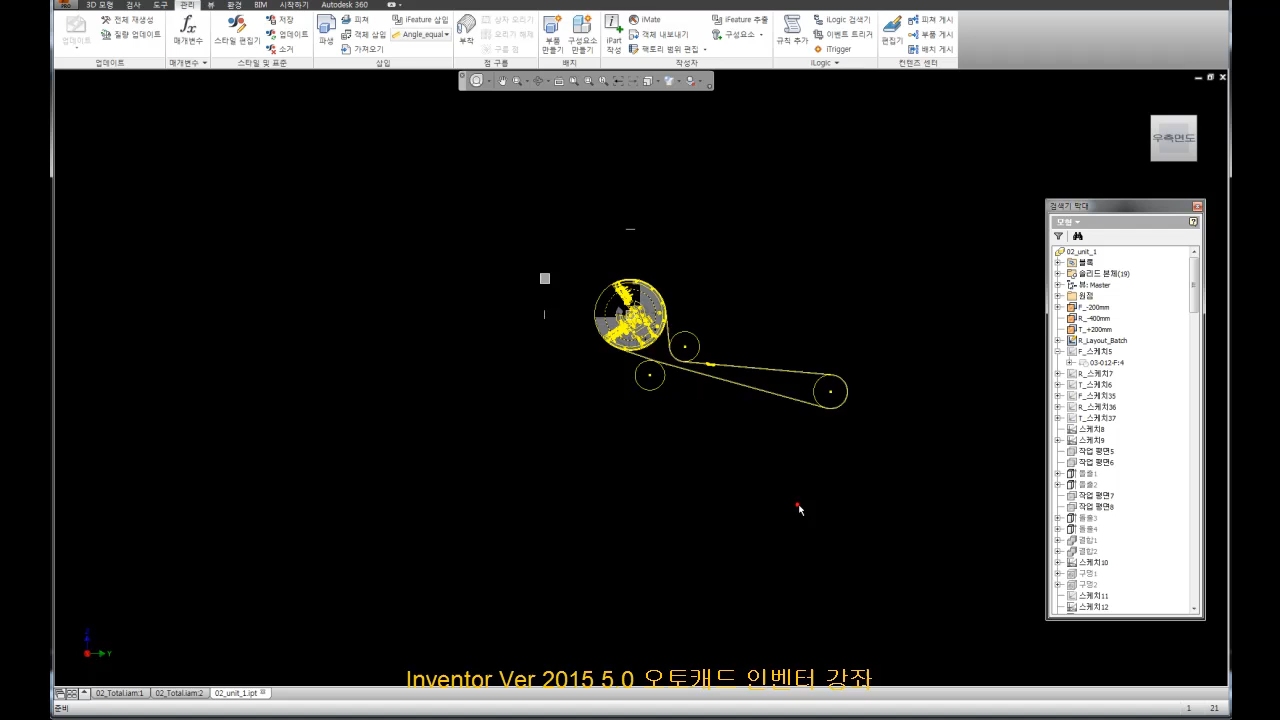 PRO
3D 모형 검사 도구 관리 뷰 환경 BIM 시작하기 Autodesk 360
업데이트
전체 재생성
질량 업데이트
업데이트
fx
매개변수
매개변수
스타일 편집기
저장
업데이트
소거
스타일 및 표준
파생
피쳐
객체 삽입
가져오기
iFeature 삽입
Angle_equal
삽입
부착
상자 오리기
오리기 해제
구름 점
점 구름
부품 만들기
구성요소 만들기
배치
iPart 작성
iMate
객체 내보내기
팩토리 범위 편집
iFeature 추출
구성요소
작성자
규칙 추가
iLogic 검색기
이벤트 트리거
iTrigger
iLogic
편집기
피쳐 게시
부품 게시
배치 게시
컨텐츠 센터
우측면도
검색기 막대
모형
02_unit_1
블록
솔리드 본체(19)
뷰: Master
원점
F_-200mm
R_-400mm
T_+200mm
R_Layout_Batch
F_스케치5
03-012-F:4
R_스케치7
T_스케치6
F_스케치35
R_스케치36
T_스케치37
스케치8
스케치9
작업 평면5
작업 평면6
돌출1
돌출2
작업 평면7
작업 평면8
돌출3
돌출4
결합1
결합2
스케치10
구멍1
구멍2
스케치11
스케치12
Z
Y
Inventor Ver 2015 5.0 오토캐드 인벤터 강좌
02_Total.iam:1 02_Total.iam:2 02_unit_1.ipt
준비 1 21